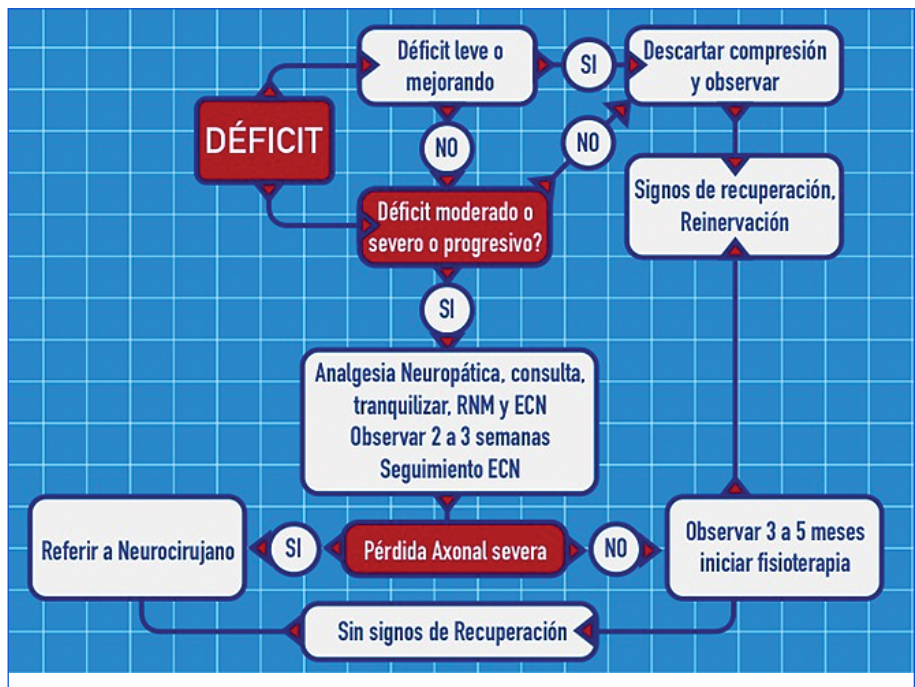 Déficit leve o
mejorando
SI
Descartar compresión
y observar
DÉFICIT
NO
NO
Déficit moderado o
severo o progresivo?
Signos de recuperación,
Reinervación
SI
Analgesia Neuropática, consulta,
tranquilizar, RNM y ECN
Observar 2 a 3 semanas
Seguimiento ECN
Referir a Neurocirujano
SI
Pérdida Axonal severa
NO
Observar 3 a 5 meses
iniciar fisioterapia
Sin signos de Recuperación